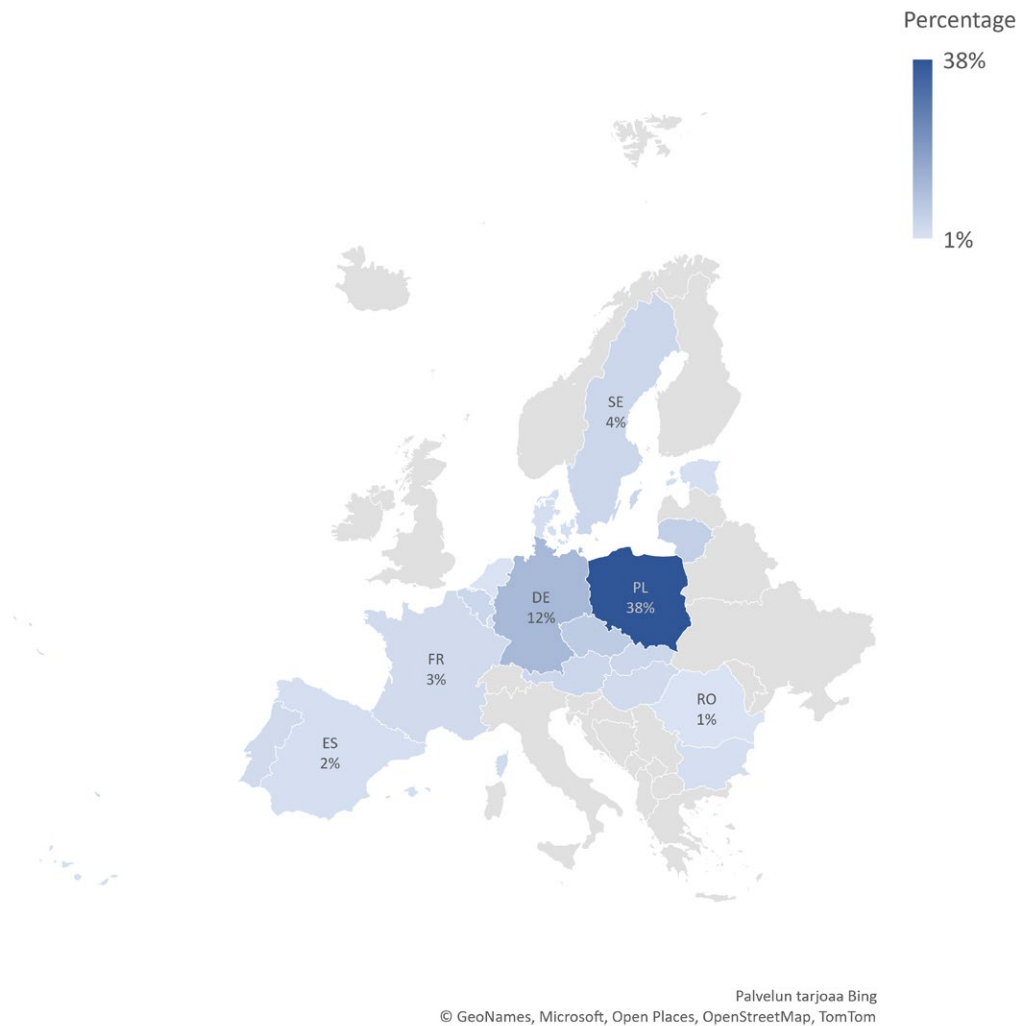 Percentage
38%
1%
SE
4%
DE
12%
PL
38%
FR
3%
RO
1%
ES
2%
Palvelun tarjoaa Bing
© GeoNames, Microsoft, Open Places, OpenStreetMap, TomTom